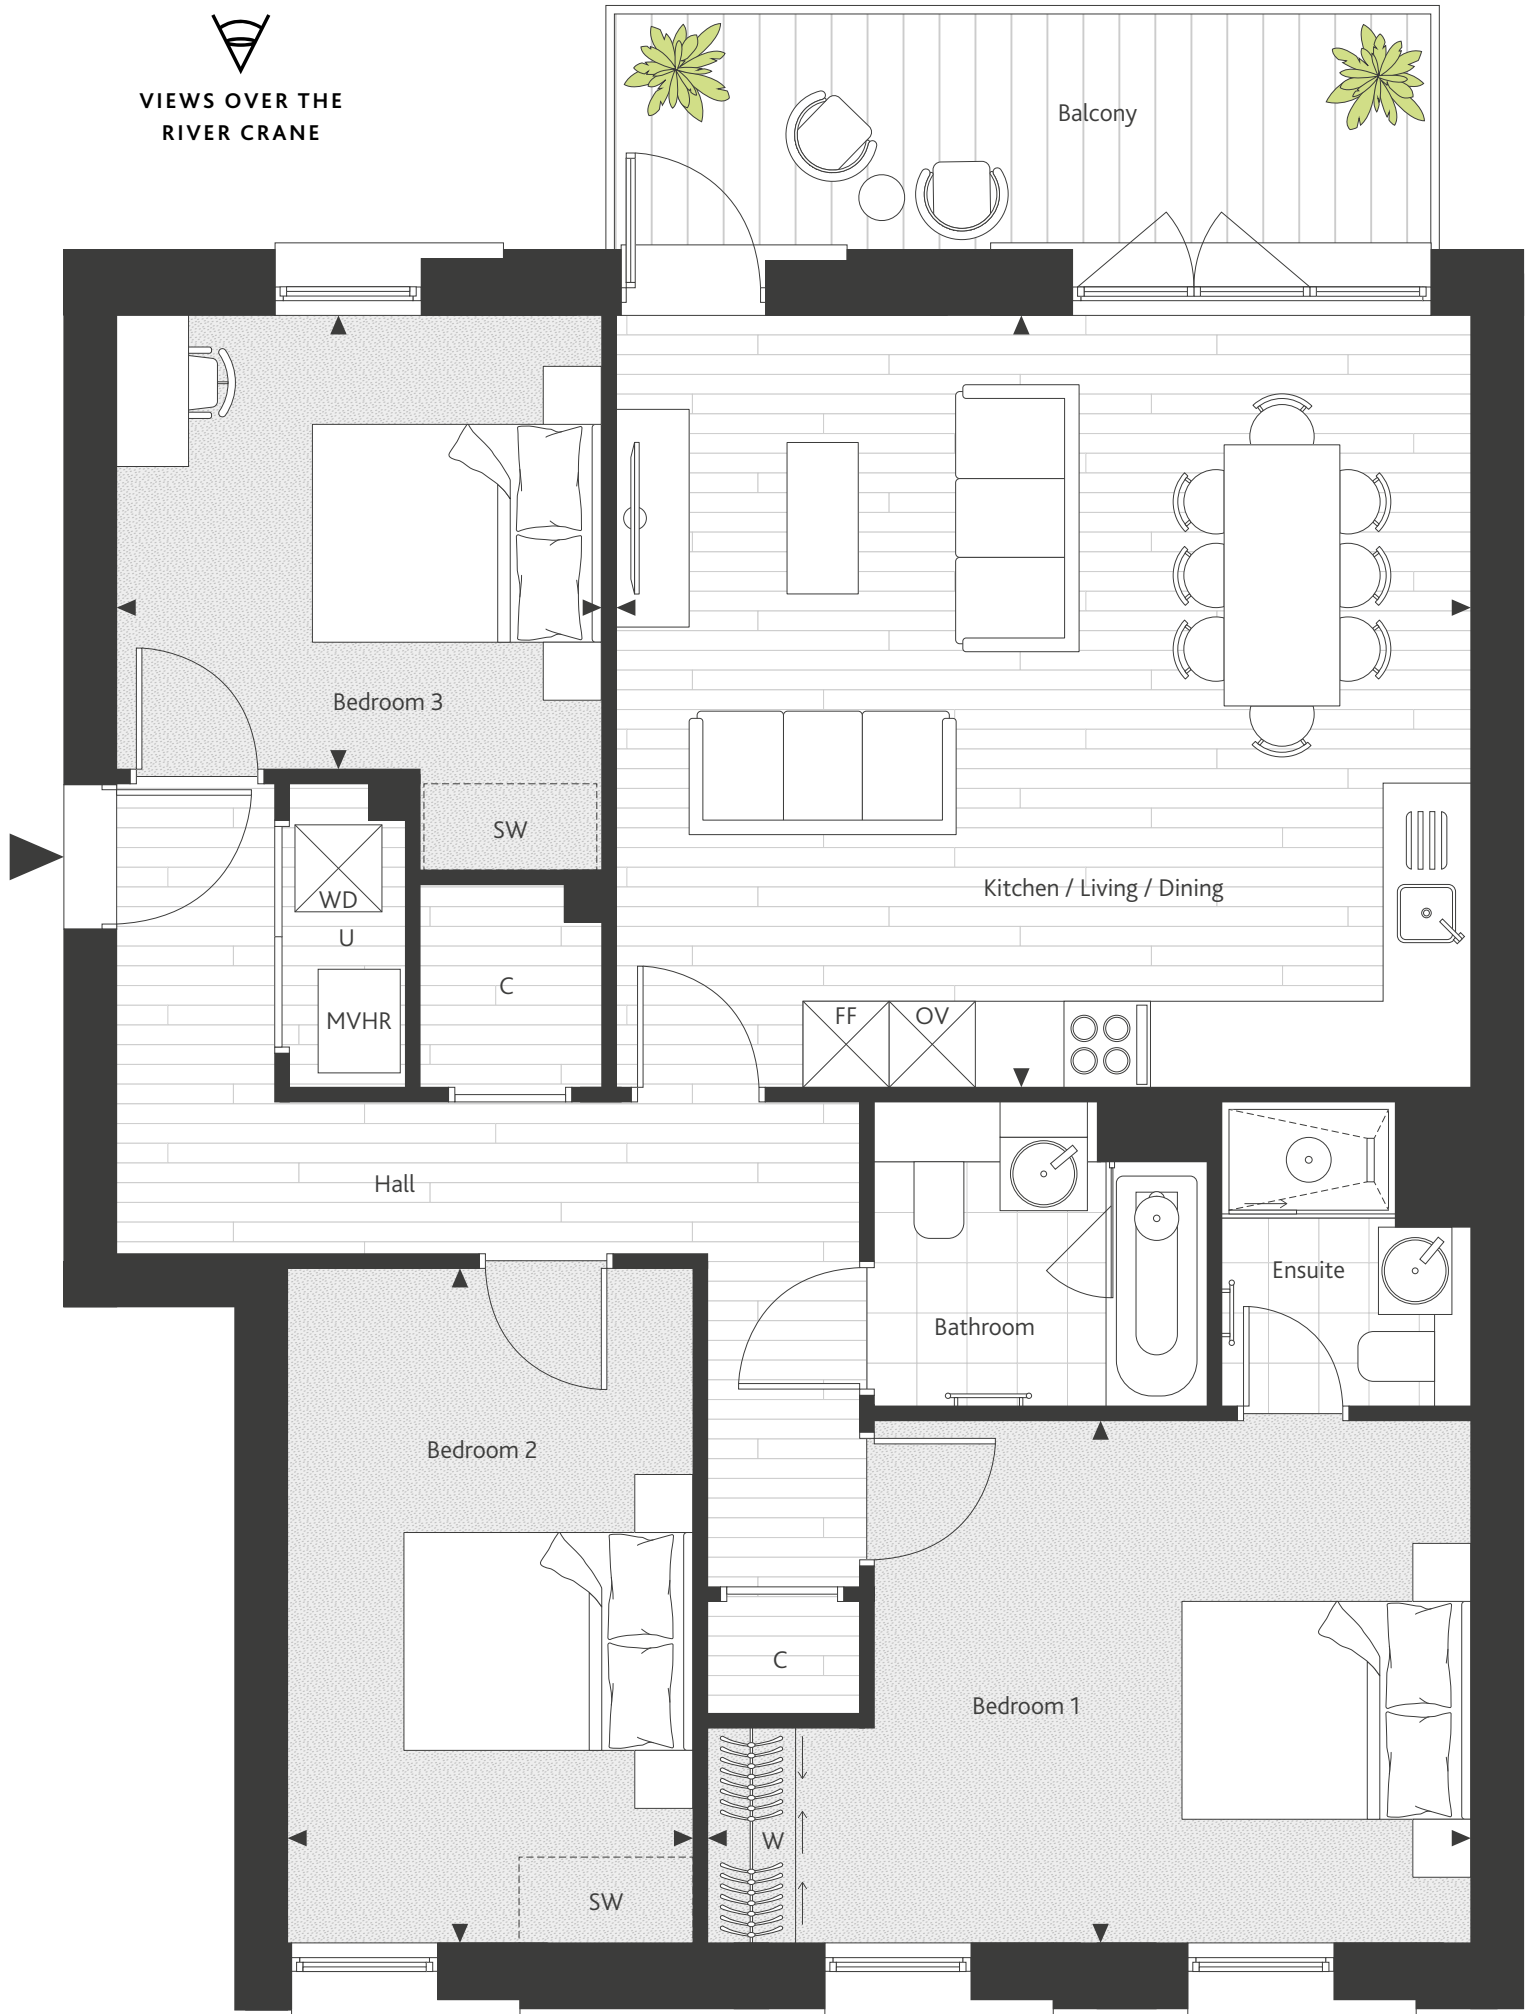 VIEWS OVER THE
RIVER CRANE
Balcony
Bedroom 3
SW
WD
U
MVHR
C
Kitchen / Living / Dining
FF
OV
Hall
Bathroom
Ensuite
Bedroom 2
C
Bedroom 1
W
SW